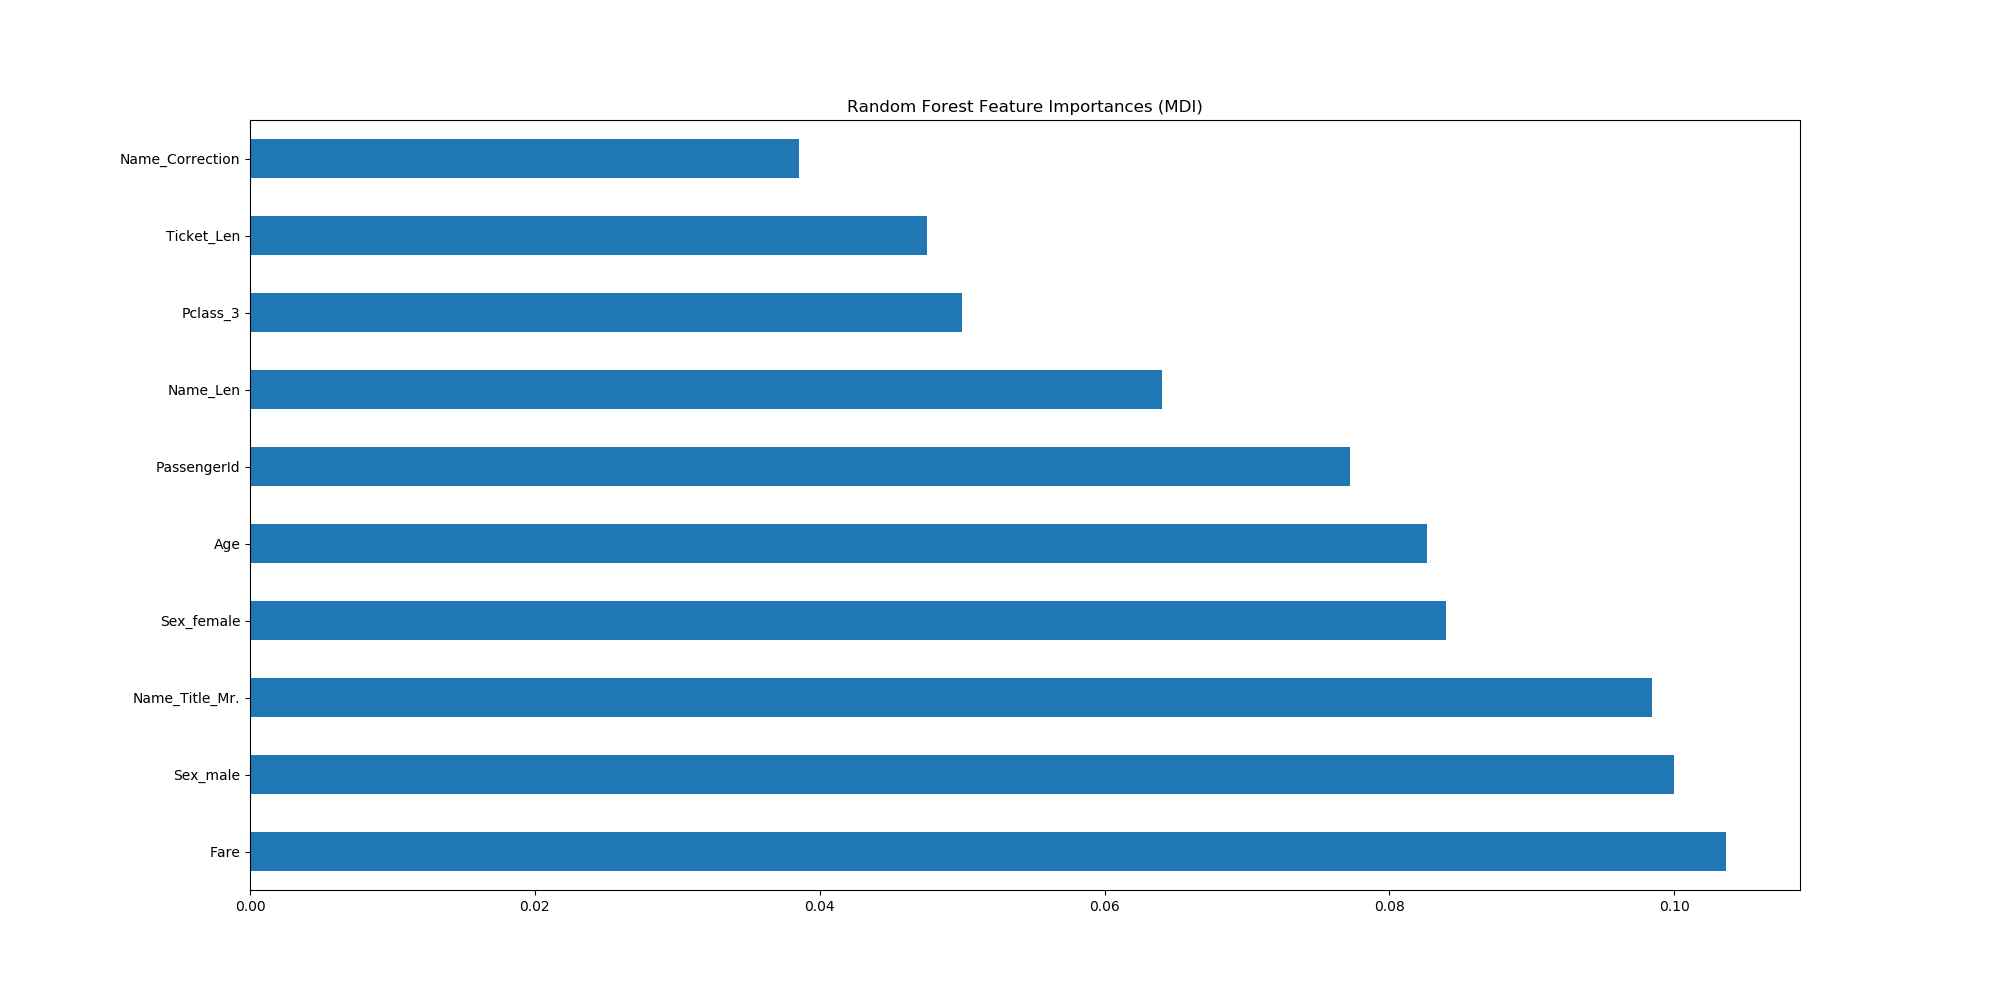 Random Forest Feature Importances (MDI)
Name_Correction
Ticket_Len
Pclass_3
Name_Len
PassengerId
Age
Sex_female
Name_Title_Mr.
Sex_male
Fare
0.00 0.02 0.04 0.06 0.08 0.10